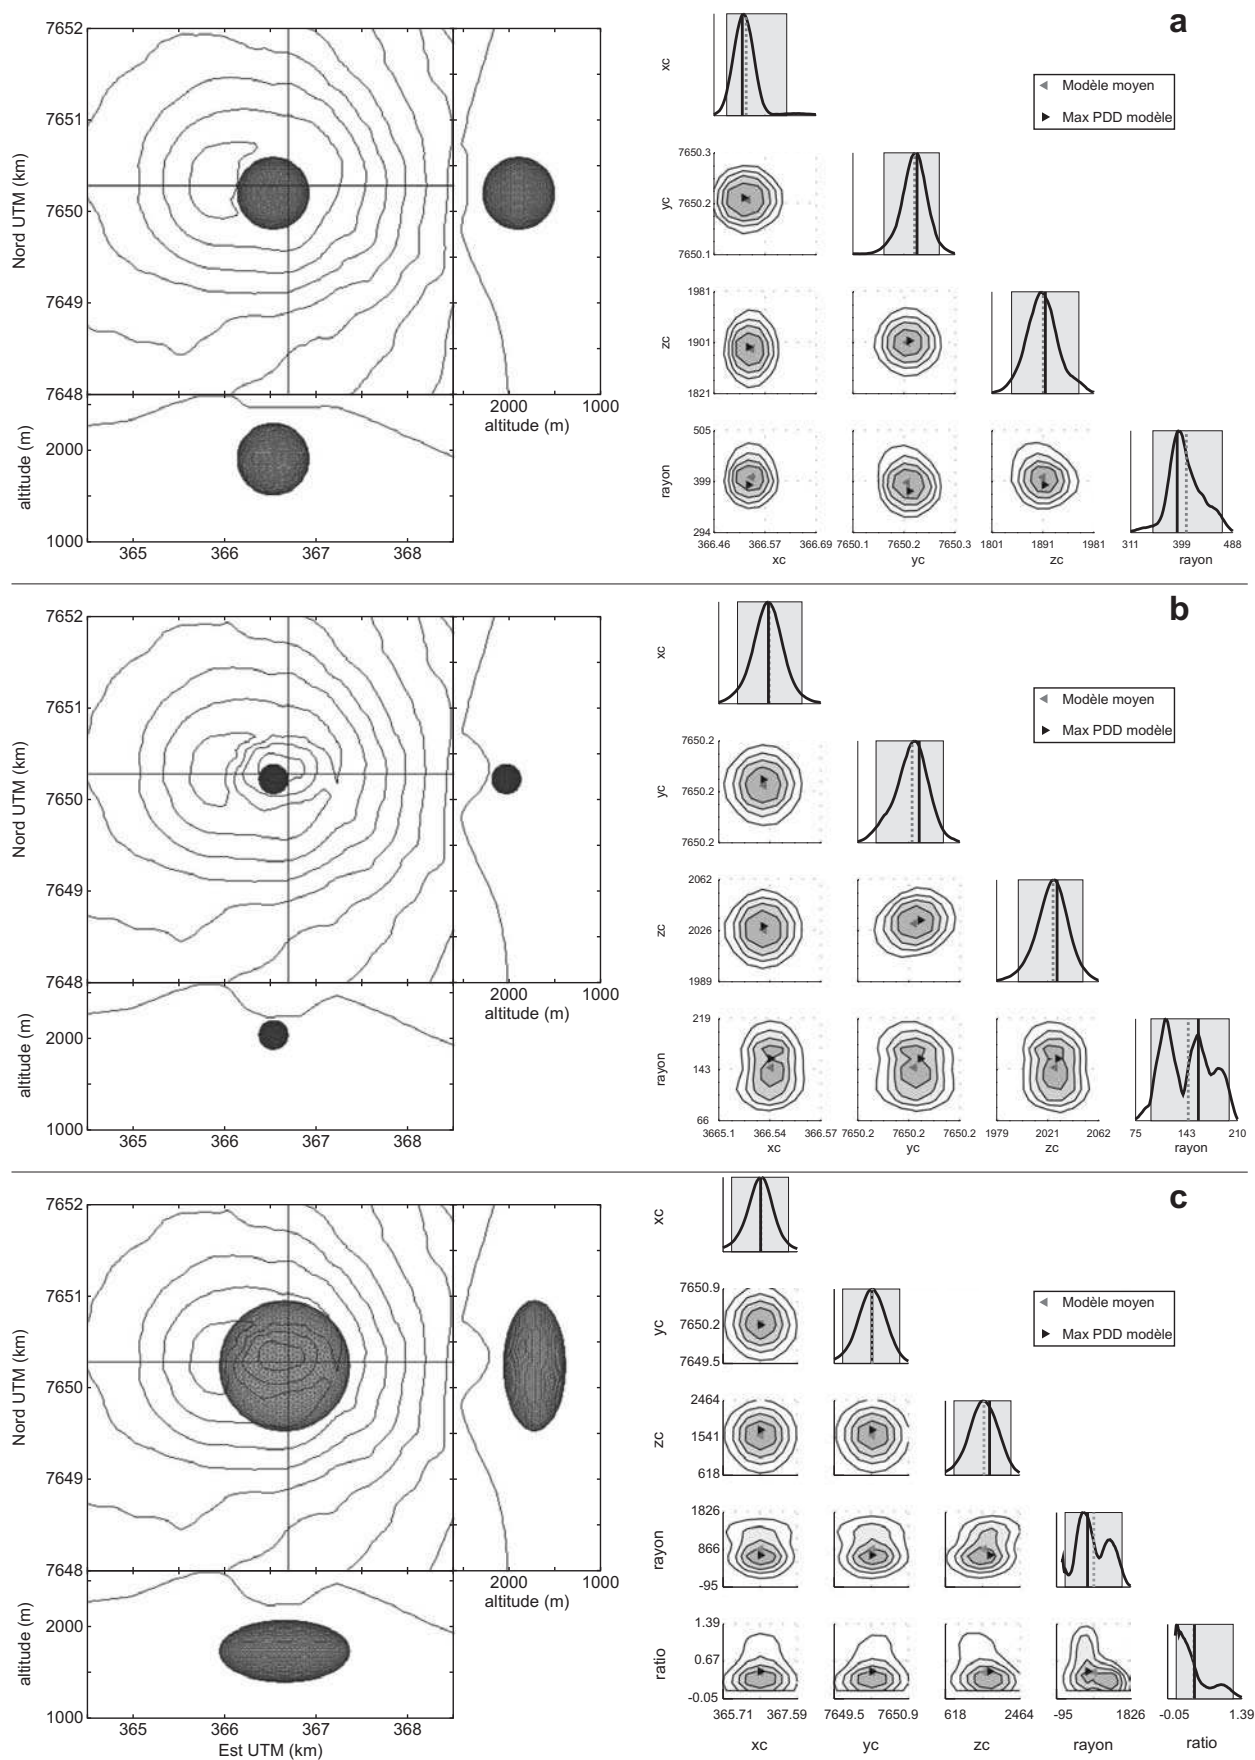 a
7652
7651
7650
7649
7648
Nord UTM (km)
2000
1000
altitude (m)
2000
1000
altitude (m)
365
366
367
368
xc
Modèle moyen
Max PDD modèle
7650.3
7650.2
7650.1
yc
1981
1901
1821
zc
505
399
294
rayon
366.46
366.57
366.69
7650.1
7650.2
7650.3
1801
1891
1981
311
399
488
xc
yc
zc
rayon
b
7652
7651
7650
7649
7648
Nord UTM (km)
2000
1000
altitude (m)
2000
1000
altitude (m)
365
366
367
368
xc
Modèle moyen
Max PDD modèle
7650.2
7650.2
7650.2
yc
2062
2026
1989
zc
219
143
66
rayon
3665.1
366.54
366.57
7650.2
7650.2
7650.2
1979
2021
2062
75
143
210
xc
yc
zc
rayon
c
7652
7651
7650
7649
7648
Nord UTM (km)
2000
1000
altitude (m)
2000
1000
altitude (m)
365
366
367
368
Est UTM (km)
xc
Modèle moyen
Max PDD modèle
7650.9
7650.2
7649.5
yc
2464
1541
618
zc
1826
866
-95
rayon
1.39
0.67
-0.05
ratio
365.71
367.59
7649.5
7650.9
618
2464
-95
1826
-0.05
1.39
xc
yc
zc
rayon
ratio